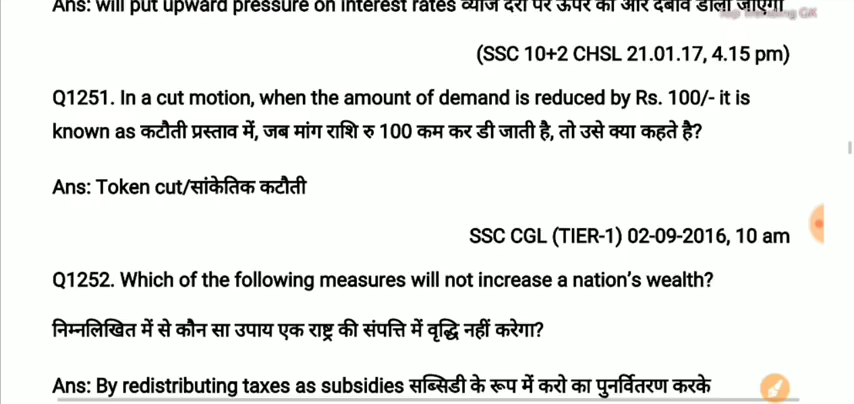 Ans: will put upward pressure on interest rates ब्याज दरों पर ऊपर की ओर दबाव डाला जाएगा
(SSC 10+2 CHSL 21.01.17, 4.15 pm)
Q1251. In a cut motion, when the amount of demand is reduced by Rs. 100/- it is
known as कटौती प्रस्ताव में, जब मांग राशि रु 100 कम कर डी जाती है, तो उसे क्या कहते है?
Ans: Token cut/सांकेतिक कटौती
SSC CGL (TIER-1) 02-09-2016, 10 am
Q1252. Which of the following measures will not increase a nation's wealth?
निम्नलिखित में से कौन सा उपाय एक राष्ट्र की संपत्ति में वृद्धि नहीं करेगा?
Ans: By redistributing taxes as subsidies सब्सिडी के रूप में करो का पुनर्वितरण करके